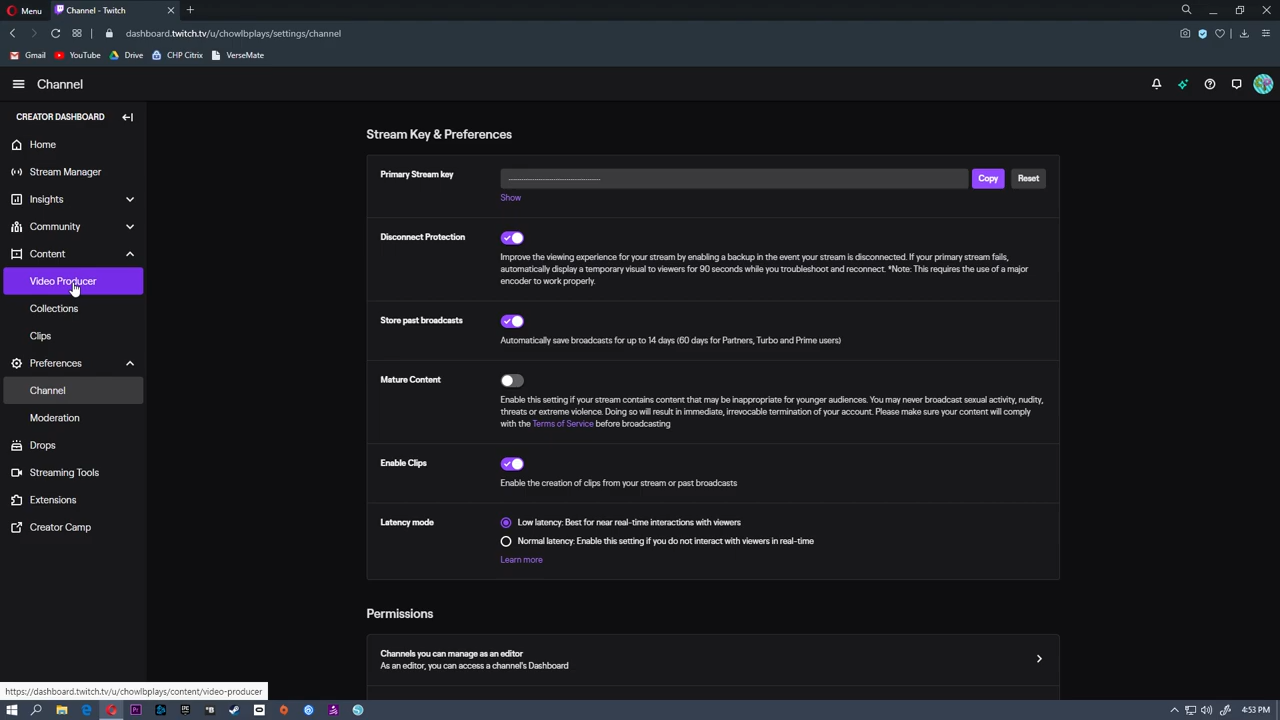 Menu
Channel - Twitch
dashboard.twitch.tv/u/chowlbplays/settings/channel
Gmail YouTube Drive CHP Citrix VerseMate
Channel
CREATOR DASHBOARD
Home
Stream Manager
Insights
Community
Content
Video Producer
Collections
Clips
Preferences
Channel
Moderation
Drops
Streaming Tools
Extensions
Creator Camp
Stream Key & Preferences
Primary Stream key
Copy
Reset
Show
Disconnect Protection
Improve the viewing experience for your stream by enabling a backup in the event your stream is disconnected. If your primary stream fails,
automatically display a temporary visual to viewers for 90 seconds while you troubleshoot and reconnect. *Note: This requires the use of a major
encoder to work properly.
Store past broadcasts
Automatically save broadcasts for up to 14 days (60 days for Partners, Turbo and Prime users)
Mature Content
Enable this setting if your stream contains content that may be inappropriate for younger audiences. You may never broadcast sexual activity, nudity,
threats or extreme violence. Doing so will result in immediate, irrevocable termination of your account. Please make sure your content will comply
with the Terms of Service before broadcasting
Enable Clips
Enable the creation of clips from your stream or past broadcasts
Latency mode
Low latency: Best for near real-time interactions with viewers
Normal latency: Enable this setting if you do not interact with viewers in real-time
Learn more
Permissions
Channels you can manage as an editor
As an editor, you can access a channel's Dashboard
https://dashboard.twitch.tv/u/chowlbplays/content/video-producer
4:53 PM